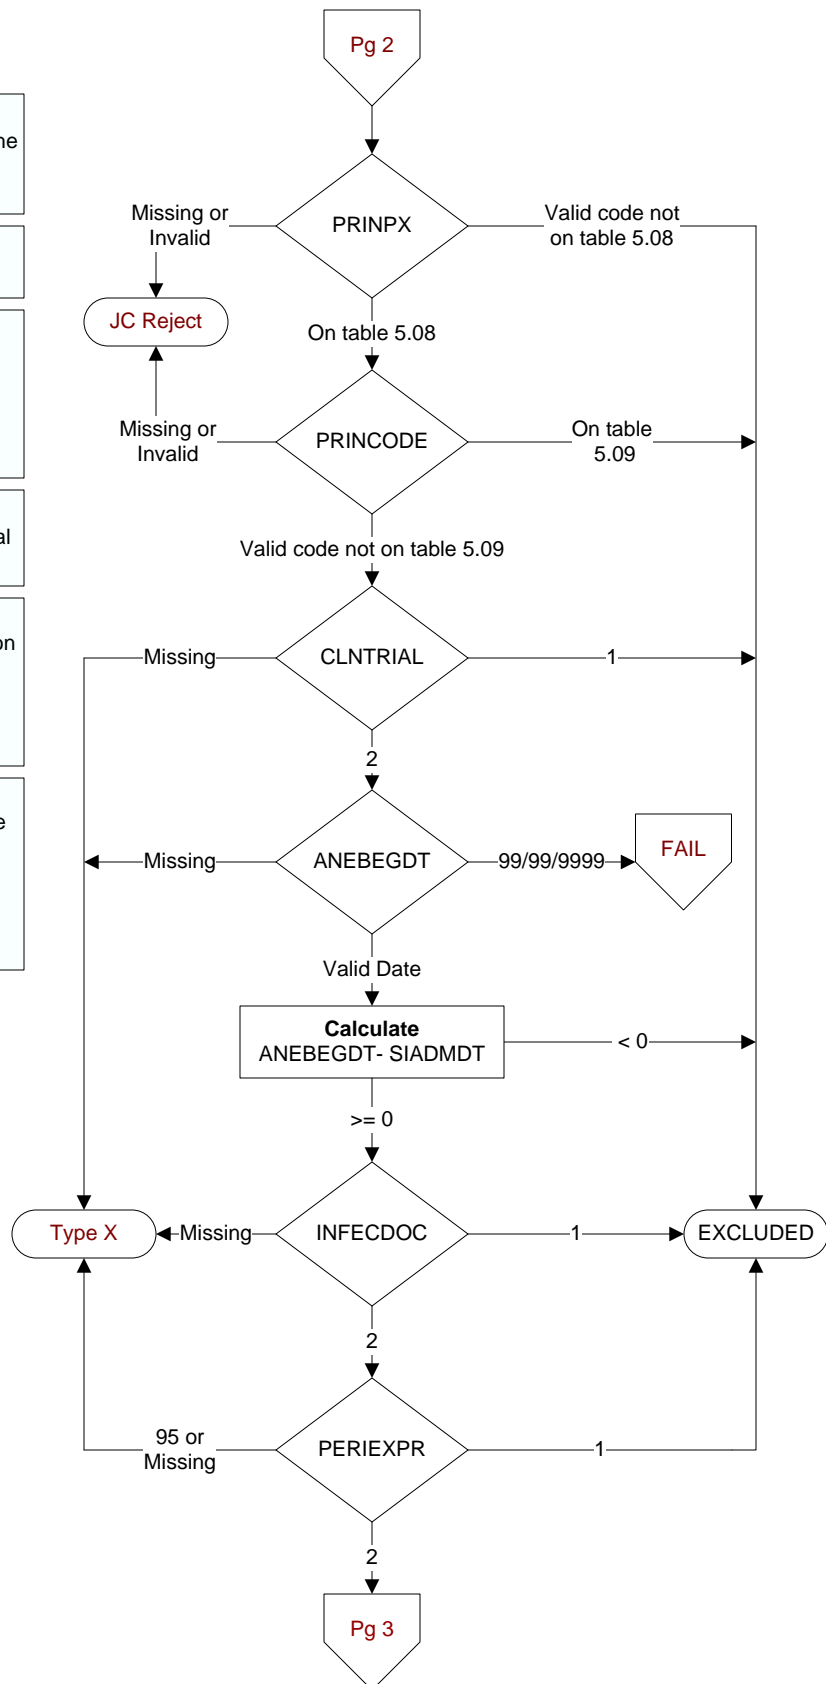 Pg 2
PRINPX
Missing or
Invalid
Valid code not
on table 5.08
JC Reject
On table 5.08
PRINCODE
Missing or
Invalid
On table
5.09
Valid code not on table 5.09
CLNTRIAL
Missing
1
2
ANEBEGDT
Missing
99/99/9999
FAIL
Valid Date
Calculate
ANEBEGDT- SIADMDT
< 0
>= 0
INFECDOC
Missing
Type X
1
EXCLUDED
2
PERIEXPR
95 or
Missing
1
2
Pg 3